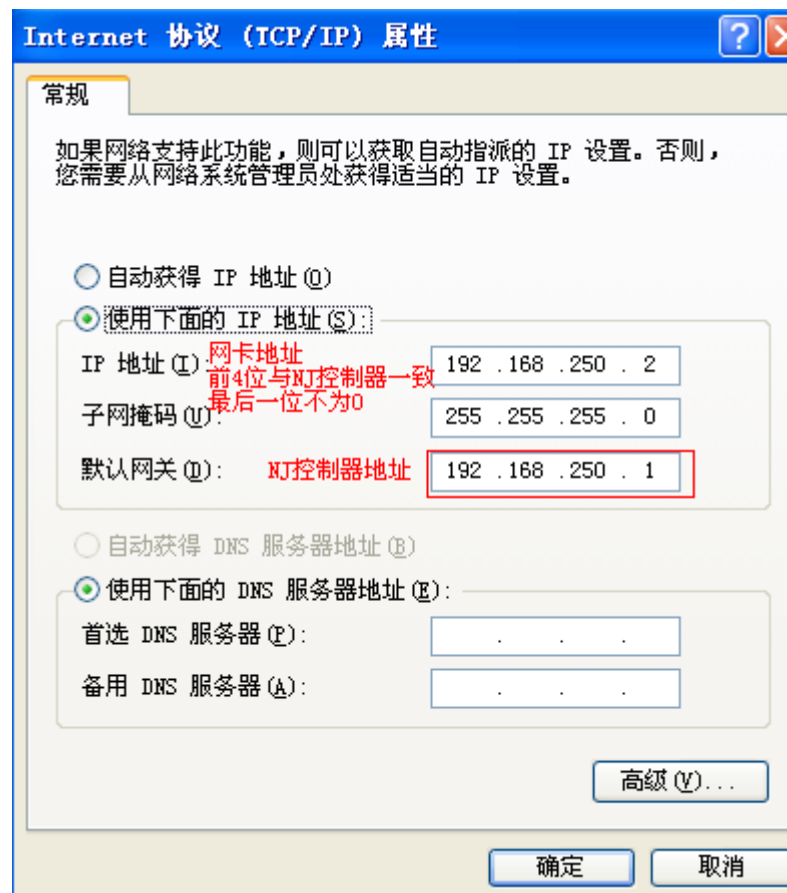 Internet 协议 (TCP/IP) 属性
常规
如果网络支持此功能，则可以获取自动指派的 IP 设置。否则，
您需要从网络系统管理员处获得适当的 IP 设置。
自动获得 IP 地址(O)
使用下面的 IP 地址(S):
IP 地址(I): 192 .168 .250 . 2
网卡地址
前4位与NJ控制器一致
最后一位不为0
子网掩码(U): 255 .255 .255 . 0
默认网关(D): NJ控制器地址 192 .168 .250 . 1
自动获得 DNS 服务器地址(B)
使用下面的 DNS 服务器地址(E):
首选 DNS 服务器(P): . . .
备用 DNS 服务器(A): . . .
高级(V)...
确定 取消